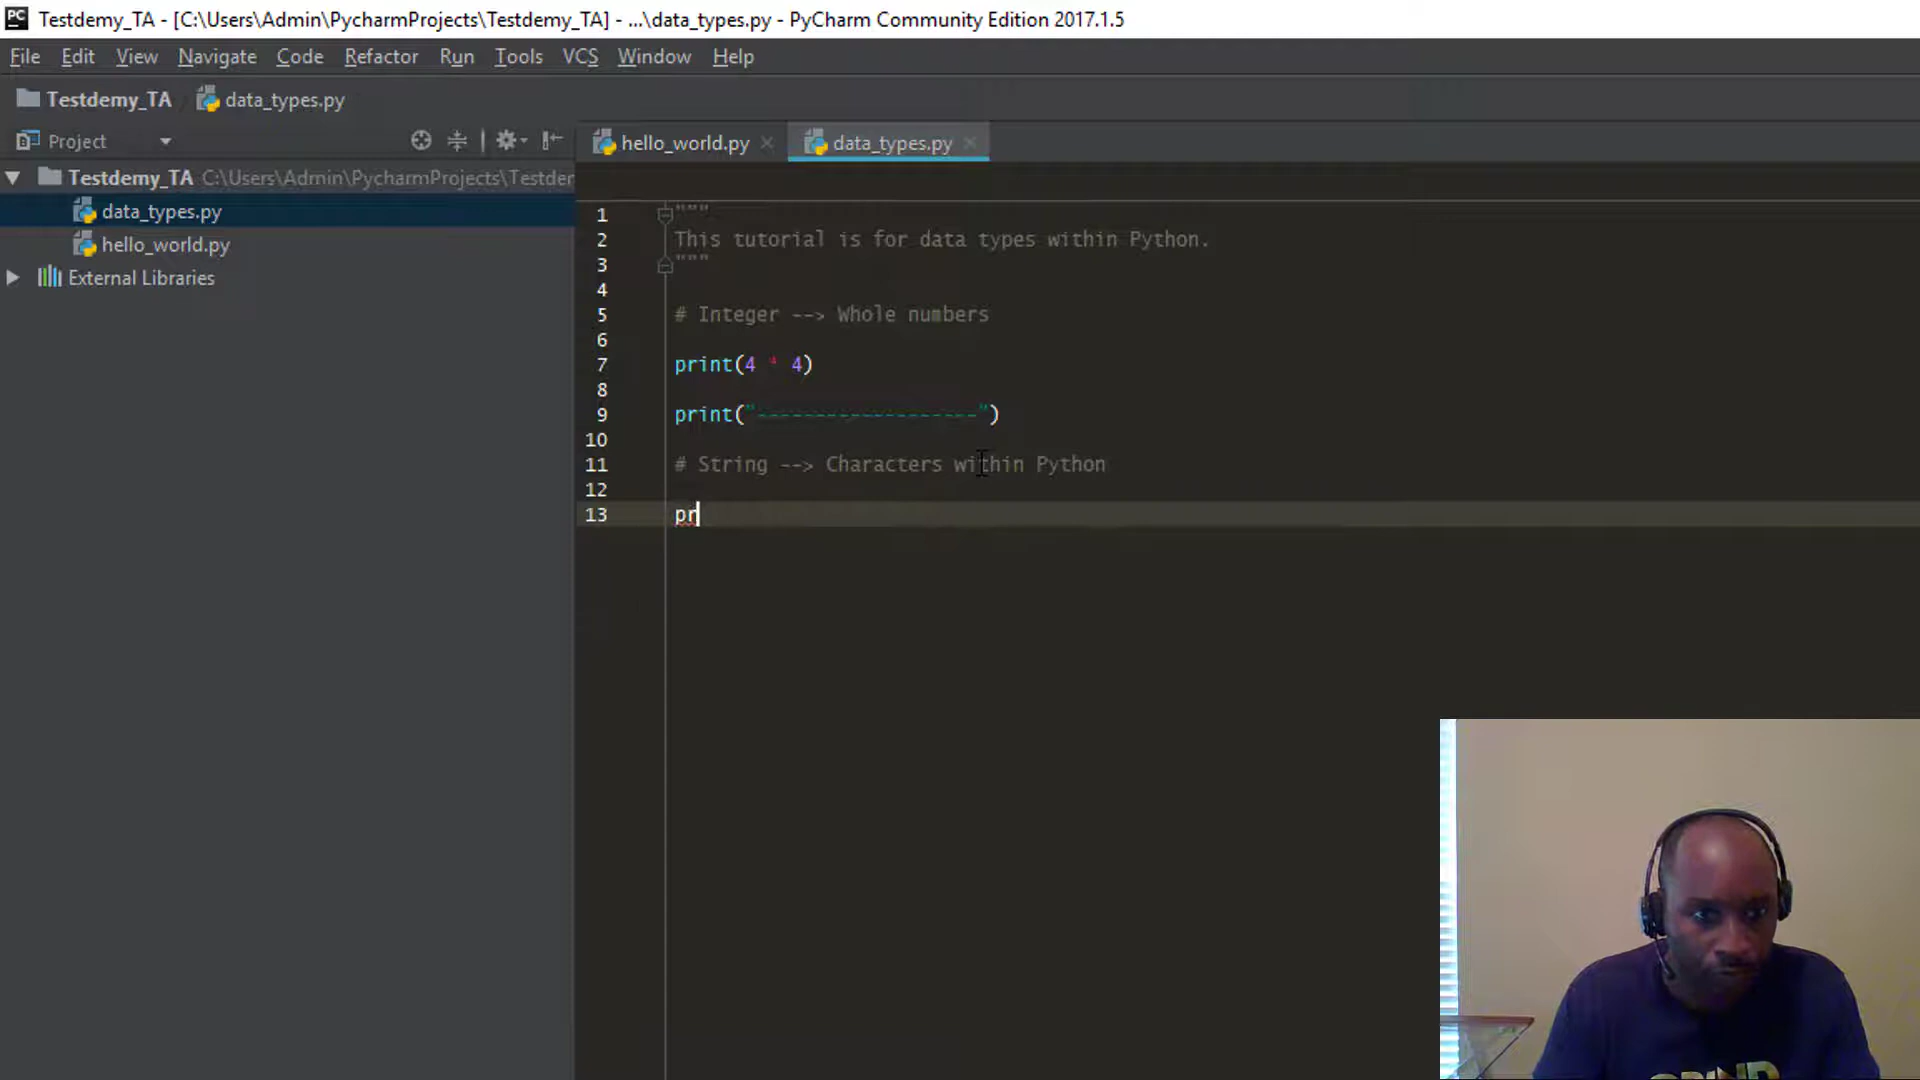 PC Testdemy_TA - [C:\Users\Admin\PycharmProjects\Testdemy_TA] - ...\data_types.py - PyCharm Community Edition 2017.1.5
File Edit View Navigate Code Refactor Run Tools VCS Window Help
Testdemy_TA data_types.py
Project
hello_world.py data_types.py
Testdemy_TA C:\Users\Admin\PycharmProjects\Testder
data_types.py
hello_world.py
External Libraries
1 """
2 This tutorial is for data types within Python.
3 """
4
5 # Integer --> Whole numbers
6
7 print(4 * 4)
8
9 print("-------------------")
10
11 # String --> Characters within Python
12
13 pr